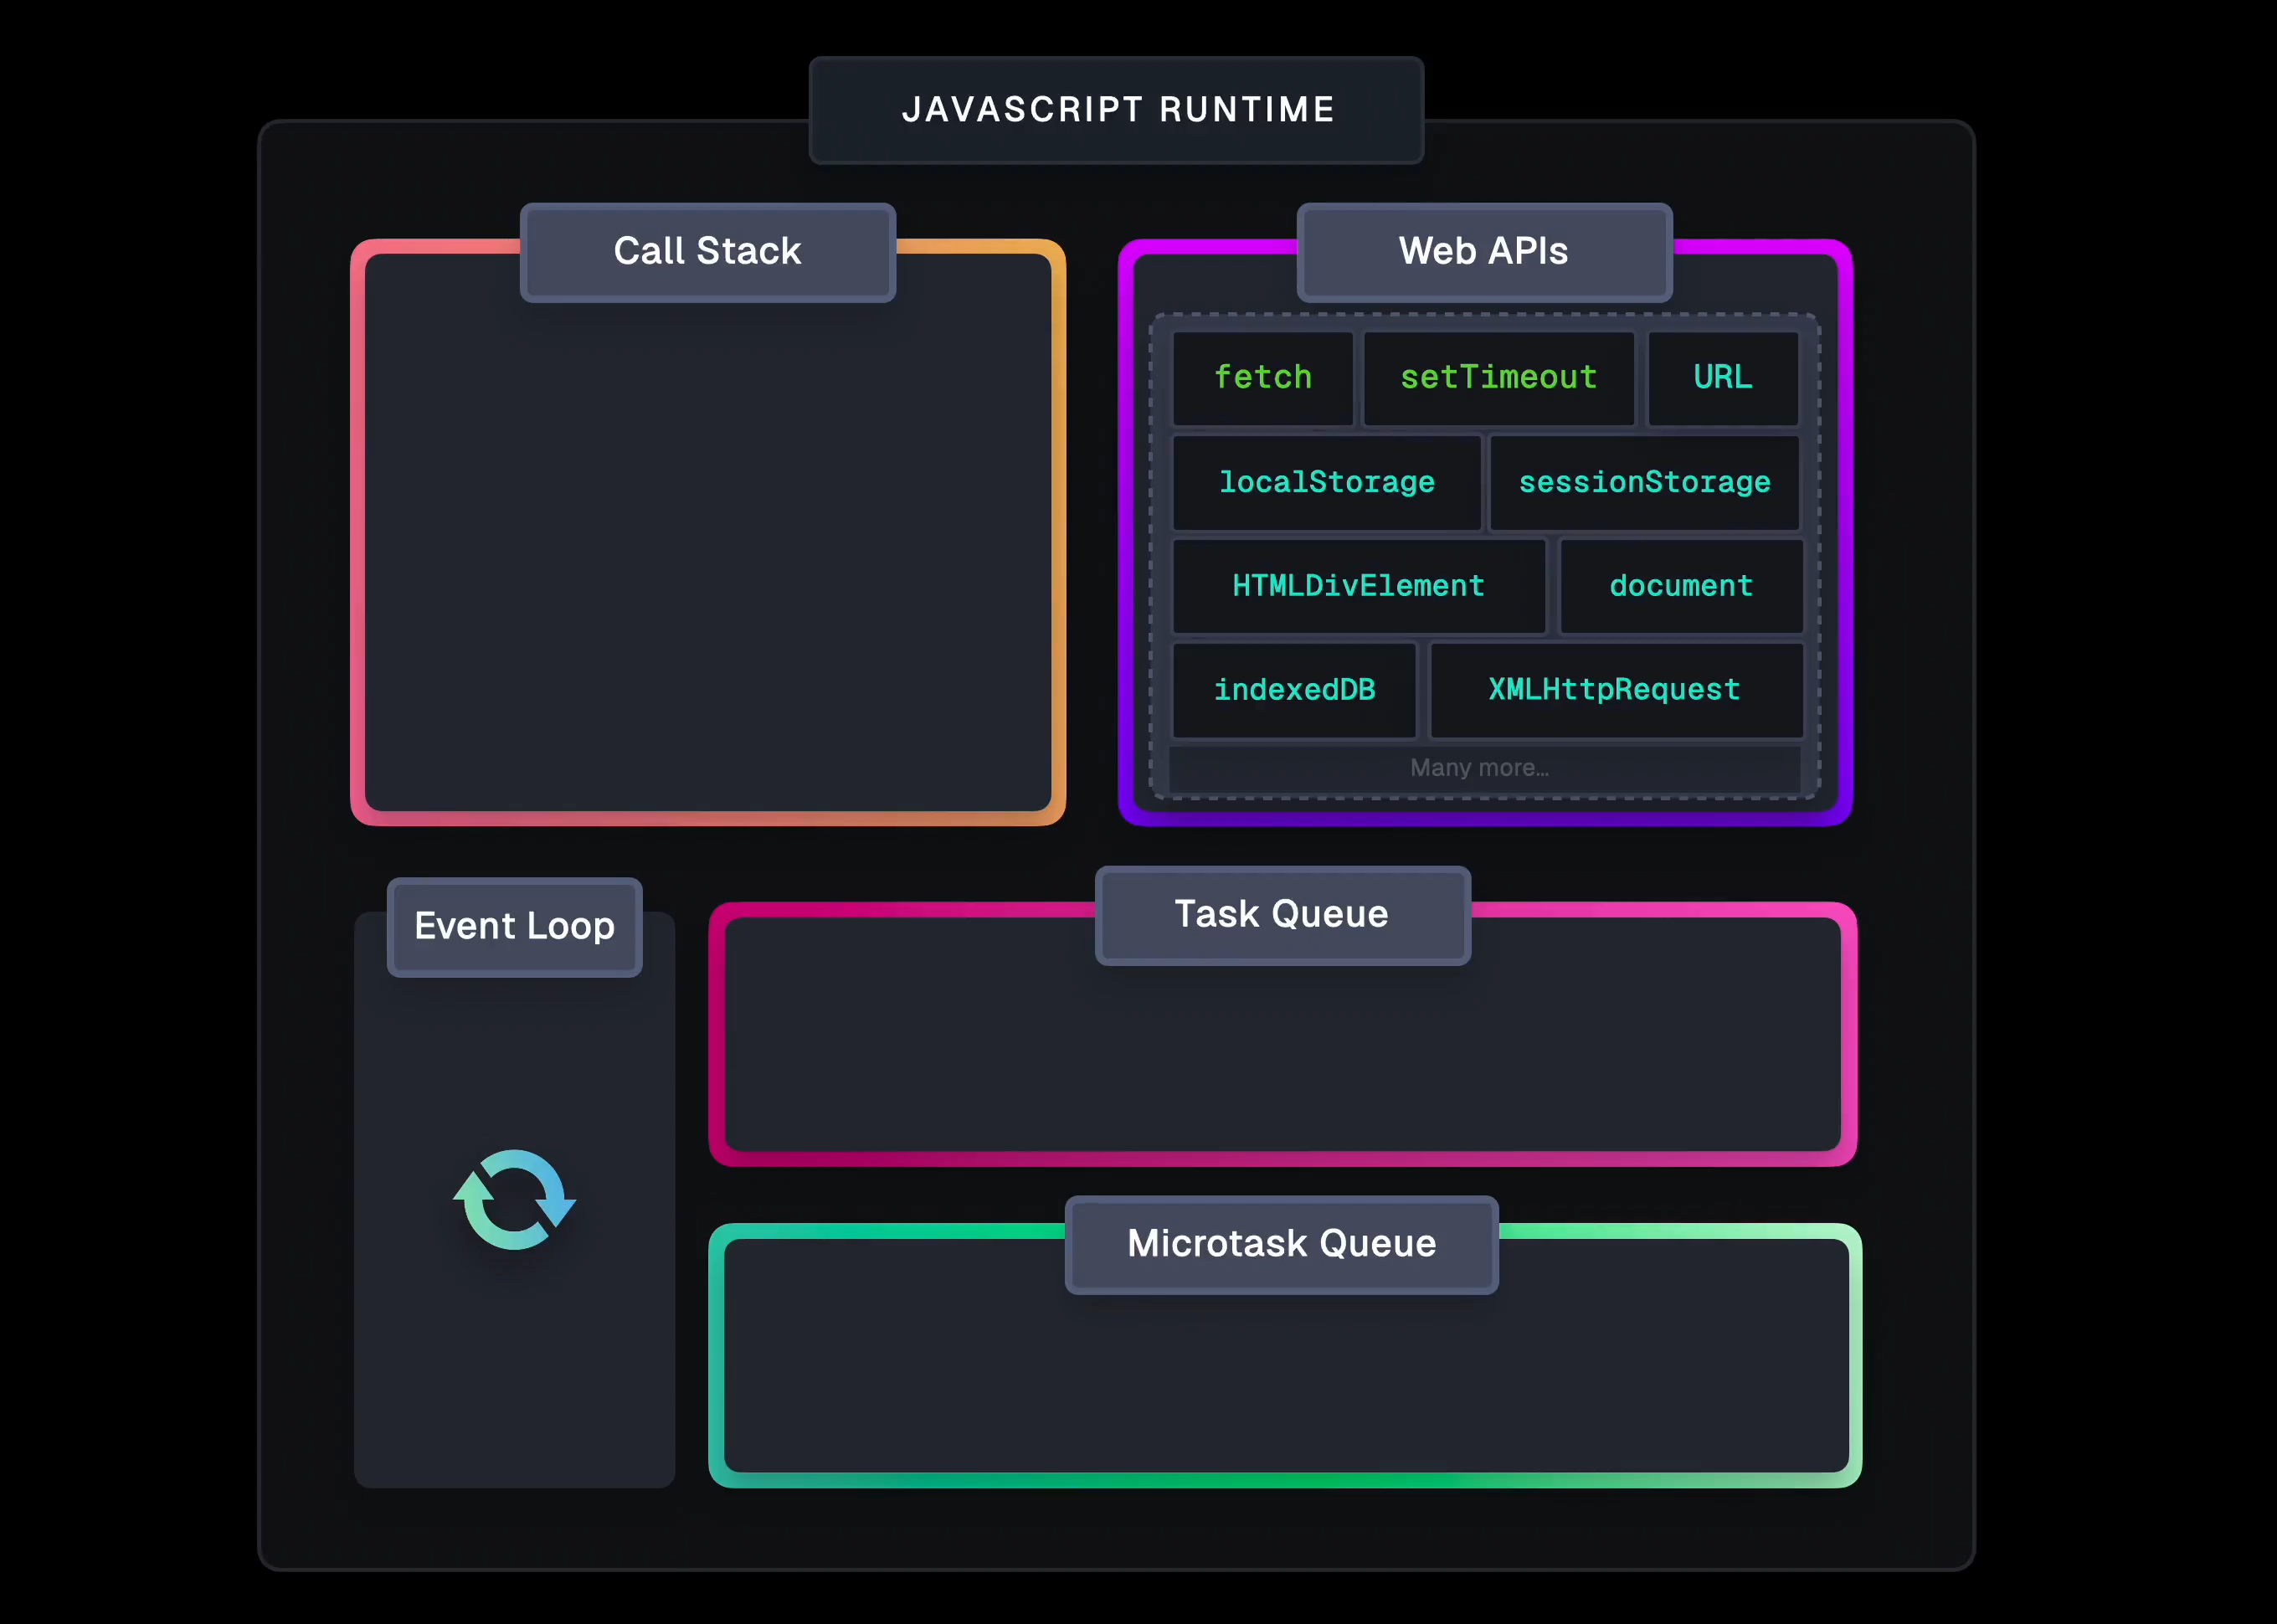 JAVASCRIPT RUNTIME
Call Stack
Web APIs
fetch setTimeout URL
localStorage sessionStorage
HTMLDivElement document
indexedDB XMLHttpRequest
Many more...
Event Loop
Task Queue
Microtask Queue